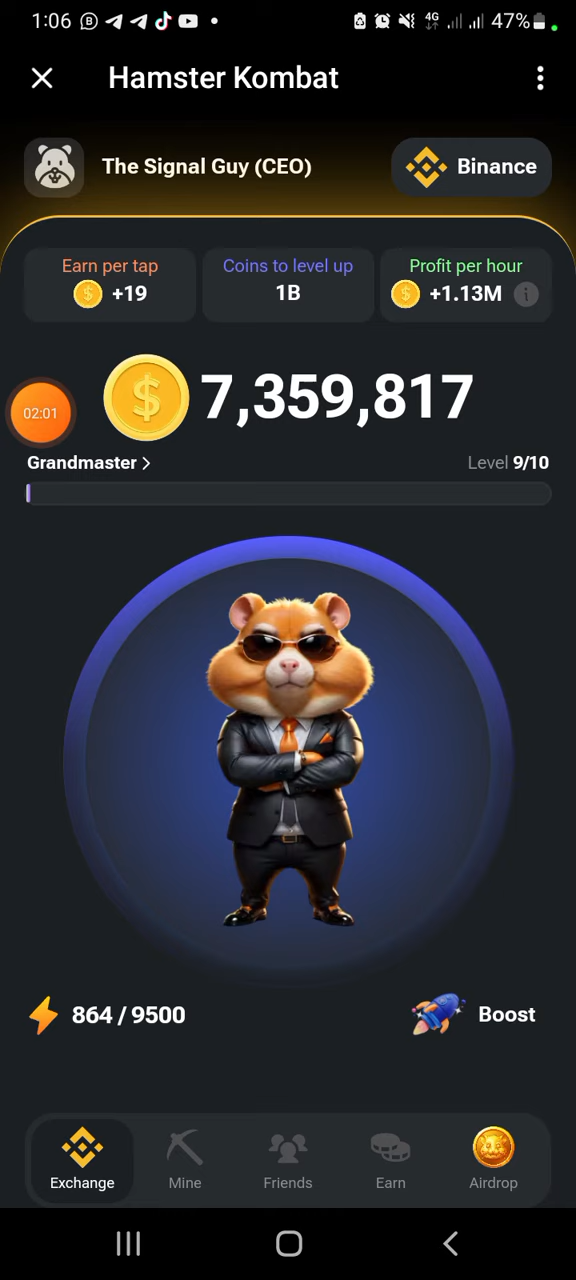 1:06 4G 47%
Hamster Kombat
The Signal Guy (CEO) Binance
Earn per tap Coins to level up Profit per hour
+19 1B +1.13M
7,359,817
02:01
Grandmaster > Level 9/10
864 / 9500 Boost
Exchange Mine Friends Earn Airdrop